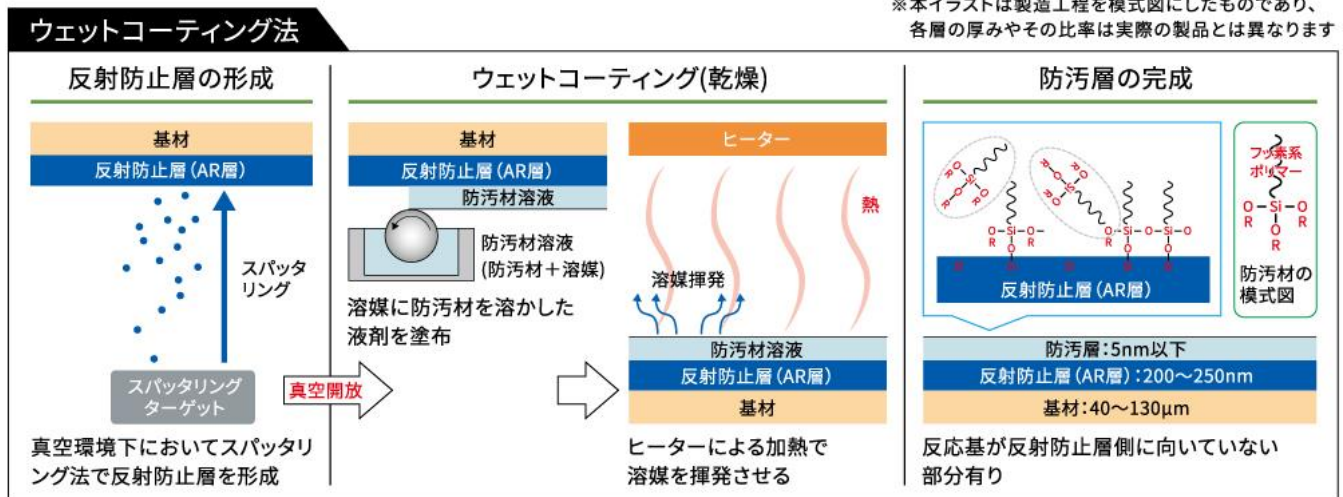 ※本イラストは製造工程を模式図にしたものであり、
各層の厚みやその比率は実際の製品とは異なります
ウェットコーティング法
反射防止層の形成
基材
反射防止層(AR層)
スパッタ
リング
スパッタリング
ターゲット
真空環境下においてスパッタリ
ング法で反射防止層を形成
真空開放
ウェットコーティング(乾燥)
基材
反射防止層(AR層)
防汚材溶液
防汚材溶液
(防汚材+溶媒)
溶媒に防汚材を溶かした
液剤を塗布
ヒーター
熱
溶媒揮発
防汚材溶液
反射防止層(AR層)
基材
ヒーターによる加熱で
溶媒を揮発させる
防汚層の完成
反射防止層(AR層)
フッ素系
ポリマー
O-Si-O
R R
O
R
防汚材の
模式図
防汚層:5nm以下
反射防止層(AR層):200〜250nm
基材:40〜130μm
反応基が反射防止層側に向いていない
部分有り